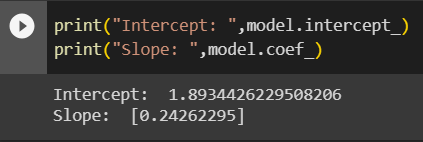 print("Intercept: ",model.intercept_)
print("Slope: ",model.coef_)
Intercept:  1.8934426229508206
Slope:  [0.24262295]